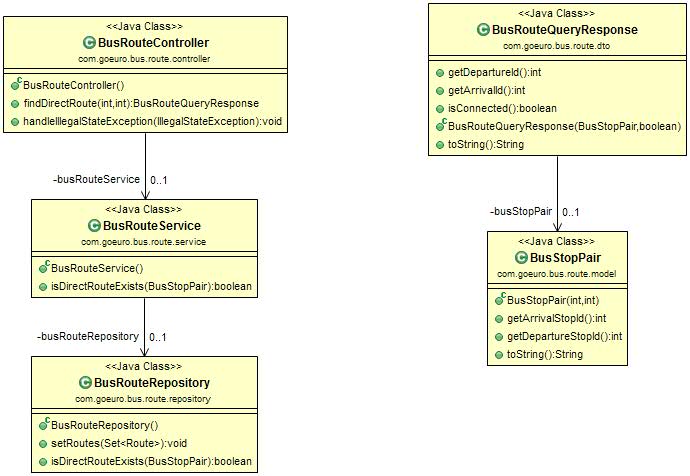 <<Java Class>>
BusRouteController
com.goeuro.bus.route.controller
BusRouteController()
findDirectRoute(int,int):BusRouteQueryResponse
handleIllegalStateException(IllegalStateException):void
-busRouteService
0..1
<<Java Class>>
BusRouteService
com.goeuro.bus.route.service
BusRouteService()
isDirectRouteExists(BusStopPair):boolean
-busRouteRepository
0..1
<<Java Class>>
BusRouteRepository
com.goeuro.bus.route.repository
BusRouteRepository()
setRoutes(Set<Route>):void
isDirectRouteExists(BusStopPair):boolean
<<Java Class>>
BusRouteQueryResponse
com.goeuro.bus.route.dto
getDepartureId():int
getArrivalId():int
isConnected():boolean
BusRouteQueryResponse(BusStopPair,boolean)
toString():String
-busStopPair
0..1
<<Java Class>>
BusStopPair
com.goeuro.bus.route.model
BusStopPair(int,int)
getArrivalStopId():int
getDepartureStopId():int
toString():String